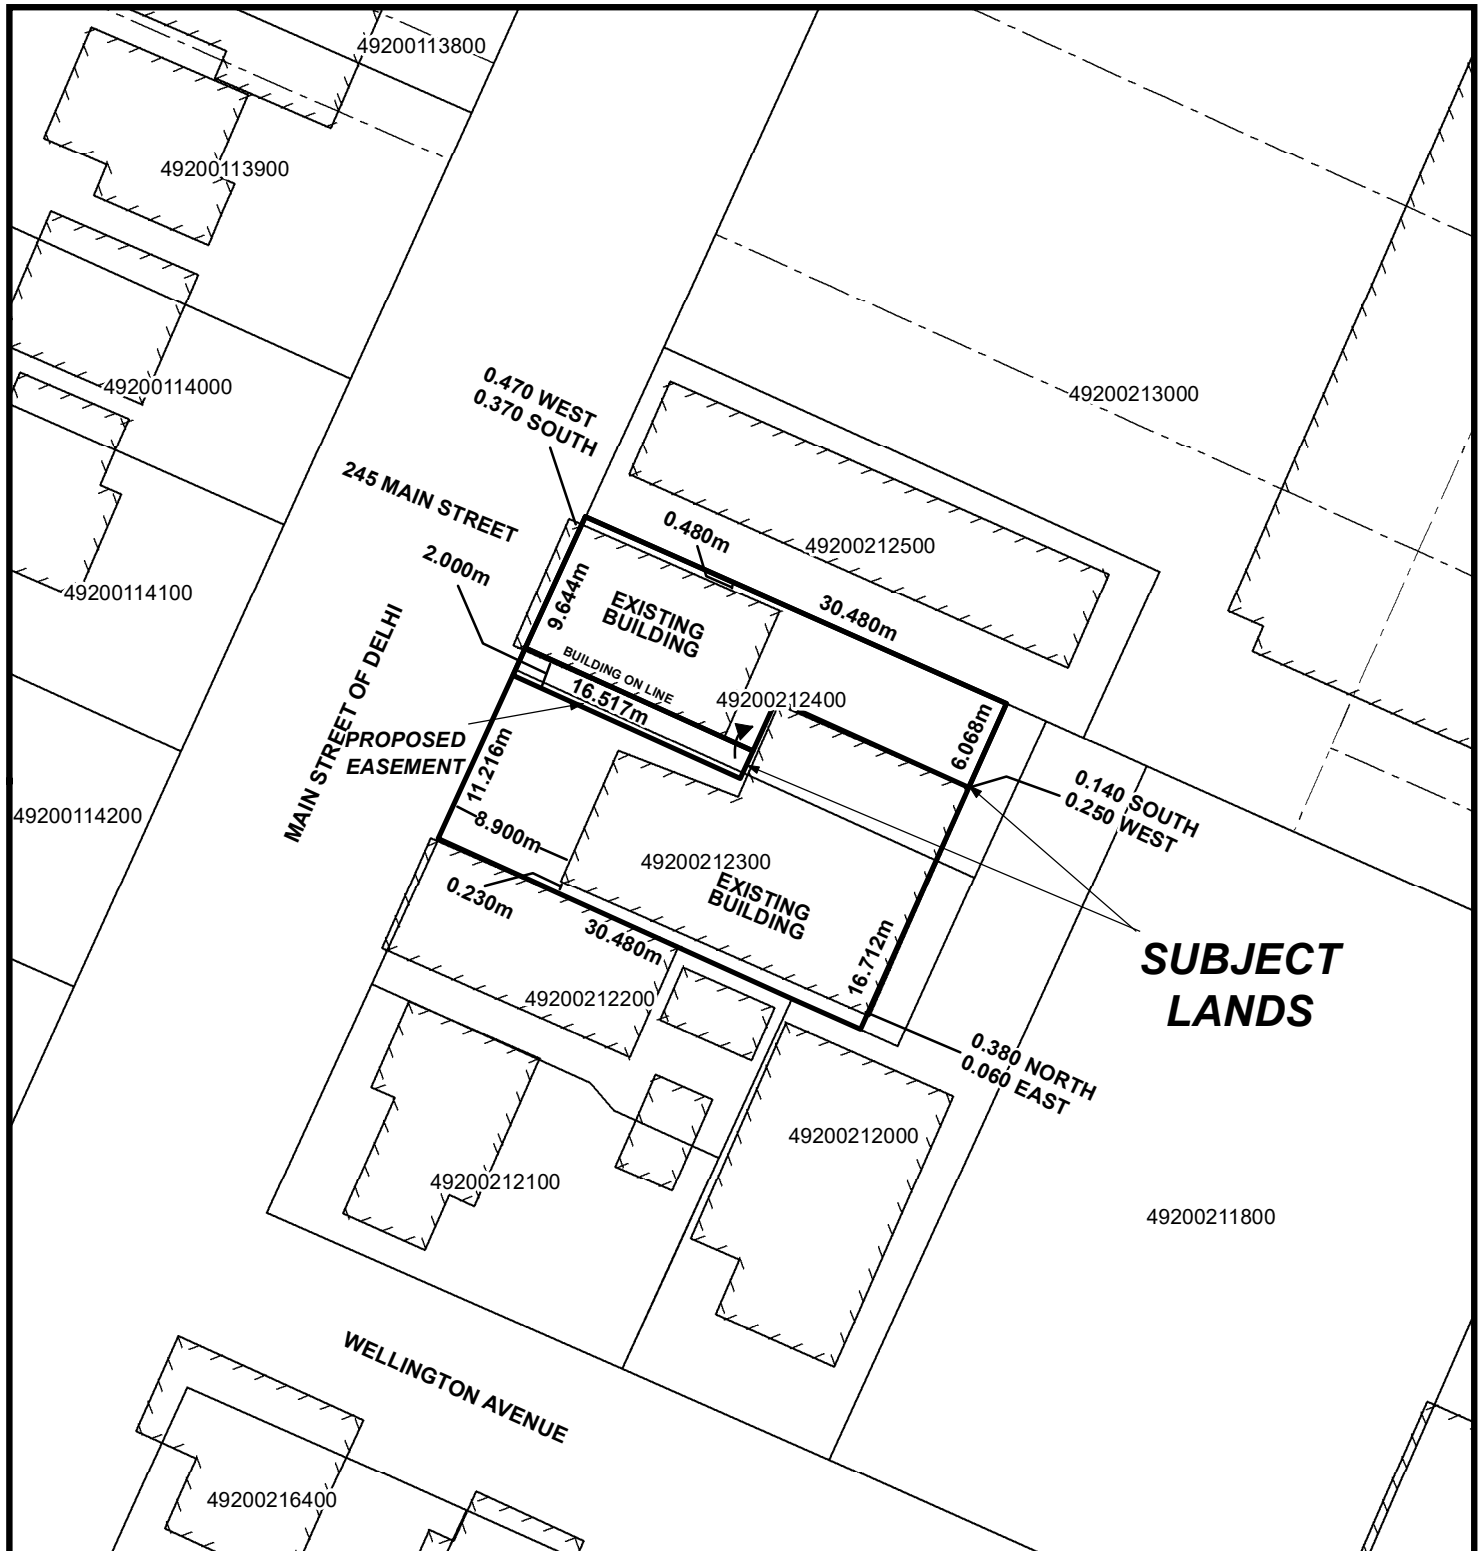 49200113800
49200113900
49200114000
49200213000
0.470 WEST
0.370 SOUTH
245 MAIN STREET
0.480m
49200212500
2.000m
49200114100
9.644m
EXISTING
BUILDING
30.480m
BUILDING ON LINE
16.517m
49200212400
6.068m
MAIN STREET OF DELHI
PROPOSED
EASEMENT
11.216m
0.140 SOUTH
0.250 WEST
49200114200
8.900m
49200212300
EXISTING
BUILDING
0.230m
30.480m
16.712m
SUBJECT
LANDS
49200212200
0.380 NORTH
0.060 EAST
49200212000
49200212100
49200211800
WELLINGTON AVENUE
49200216400